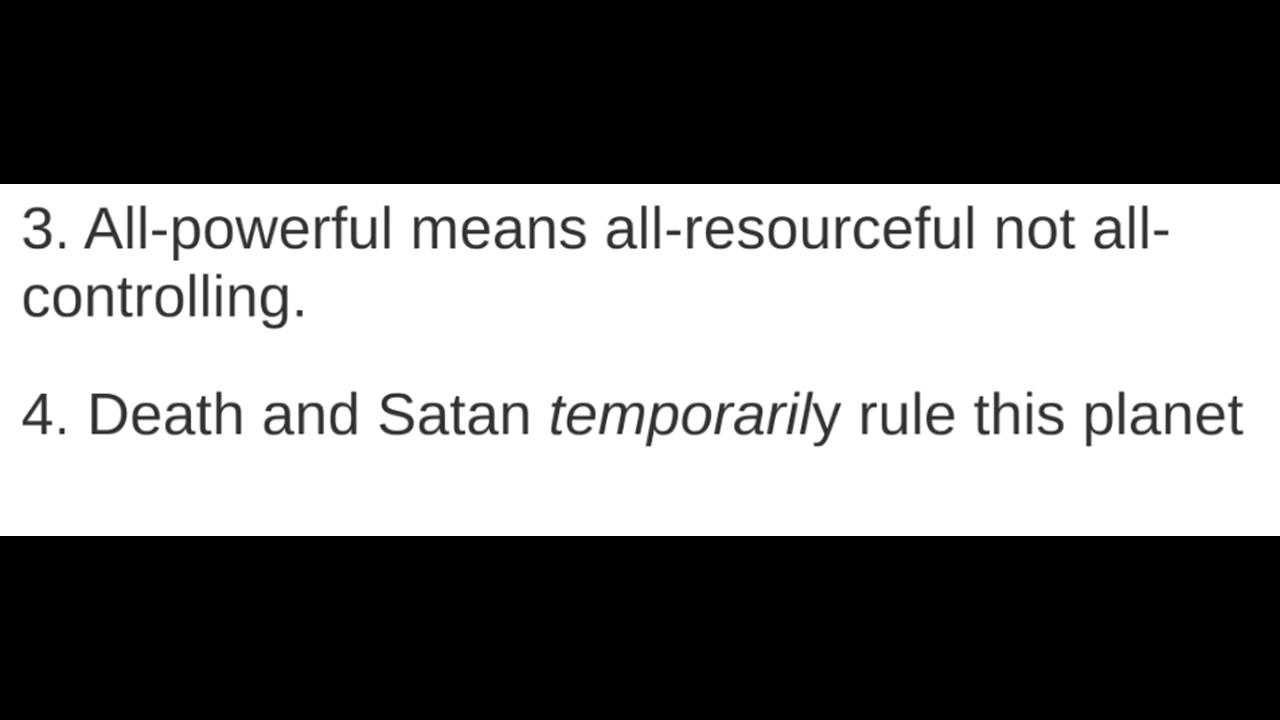 3. All-powerful means all-resourceful not all-
controlling.
4. Death and Satan temporarily rule this planet